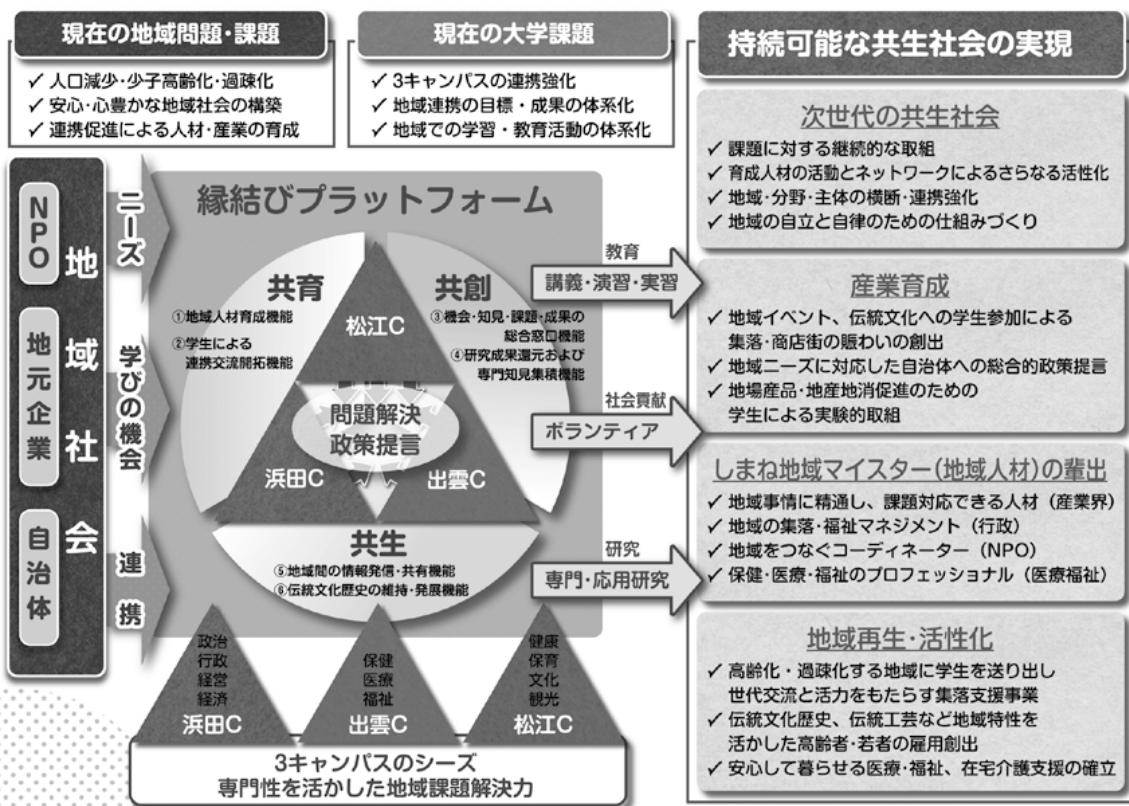 現在の地域問題・課題
✓ 人口減少・少子高齢化・過疎化
✓ 安心・心豊かな地域社会の構築
✓ 連携促進による人材・産業の育成
現在の大学課題
✓ 3キャンパスの連携強化
✓ 地域連携の目標・成果の体系化
✓ 地域での学習・教育活動の体系化
地域社会
NPO
地元企業
自治体
ニーズ
学びの機会
連携
縁結びプラットフォーム
共育
①地域人材育成機能
②学生による
連携交流開拓機能
共創
③機会・知見・課題・成果の
総合窓口機能
④研究成果還元および
専門知見集積機能
松江C
問題解決
政策提言
浜田C
出雲C
共生
⑤地域間の情報発信・共有機能
⑥伝統文化歴史の維持・発展機能
政治
行政
経営
経済
浜田C
保健
医療
福祉
出雲C
健康
保育
文化
観光
松江C
3キャンパスのシーズ
専門性を活かした地域課題解決力
教育
講義・演習・実習
社会貢献
ボランティア
研究
専門・応用研究
持続可能な共生社会の実現
次世代の共生社会
✓ 課題に対する継続的な取組
✓ 育成人材の活動とネットワークによるさらなる活性化
✓ 地域・分野・主体の横断・連携強化
✓ 地域の自立と自律のための仕組みづくり
産業育成
✓ 地域イベント、伝統文化への学生参加による
集落・商店街の賑わいの創出
✓ 地域ニーズに対応した自治体への総合的政策提言
✓ 地場産品・地産地消促進のための
学生による実験的取組
しまね地域マイスター(地域人材)の輩出
✓ 地域事情に精通し、課題対応できる人材（産業界）
✓ 地域の集落・福祉マネジメント（行政）
✓ 地域をつなぐコーディネーター（NPO）
✓ 保健・医療・福祉のプロフェッショナル（医療福祉）
地域再生・活性化
✓ 高齢化・過疎化する地域に学生を送り出し
世代交流と活力をもたらす集落支援事業
✓ 伝統文化歴史、伝統工芸など地域特性を
活かした高齢者・若者の雇用創出
✓ 安心して暮らせる医療・福祉、在宅介護支援の確立